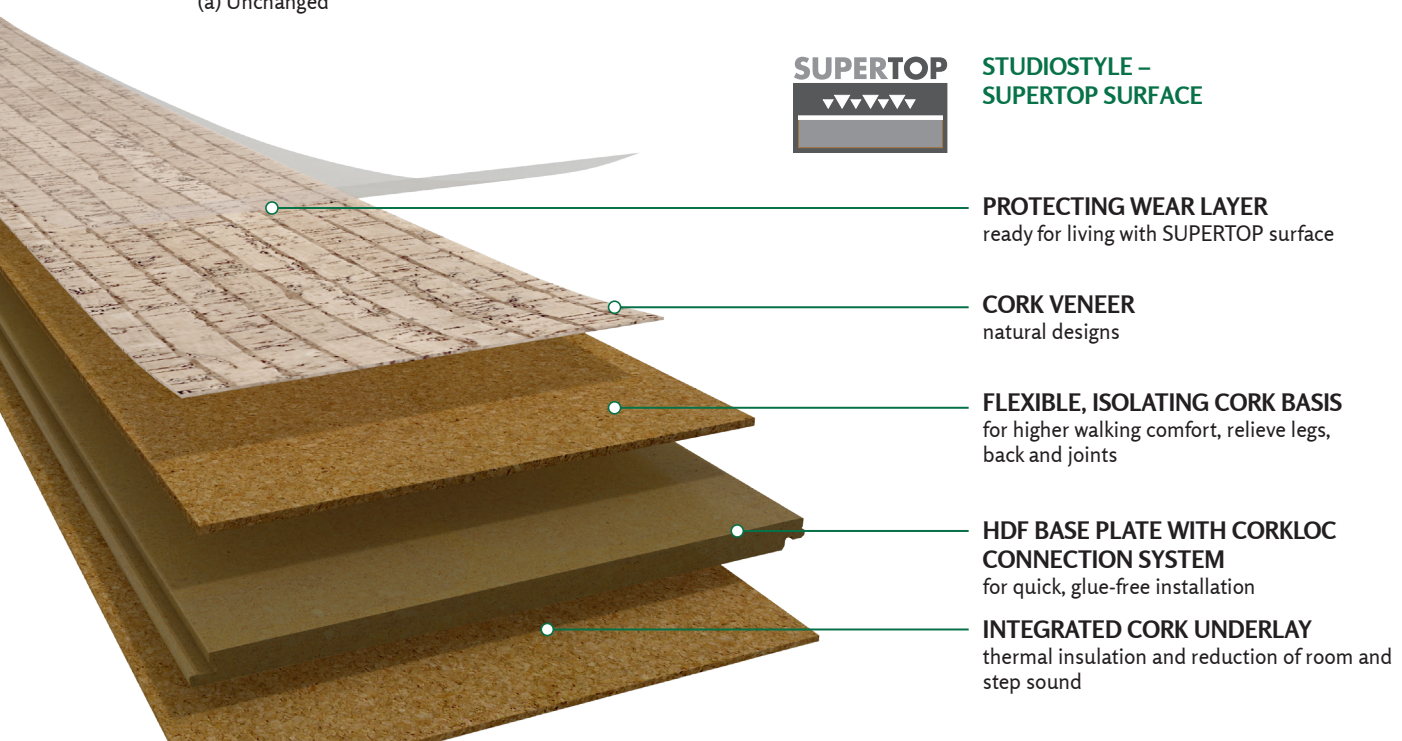 (a) Unchanged
SUPERTOP
STUDIOSTYLE –
SUPERTOP SURFACE
PROTECTING WEAR LAYER
ready for living with SUPERTOP surface
CORK VENEER
natural designs
FLEXIBLE, ISOLATING CORK BASIS
for higher walking comfort, relieve legs,
back and joints
HDF BASE PLATE WITH CORKLOC
CONNECTION SYSTEM
for quick, glue-free installation
INTEGRATED CORK UNDERLAY
thermal insulation and reduction of room and
step sound